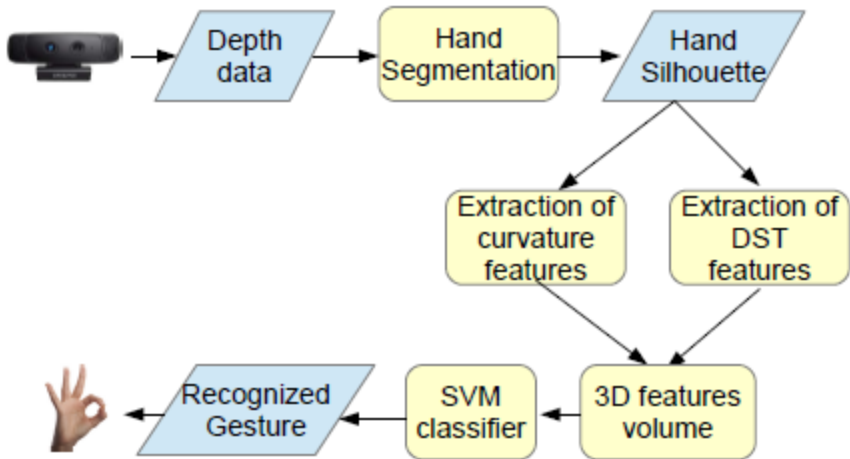 Depth
data
Hand
Segmentation
Hand
Silhouette
Extraction of
curvature
features
Extraction of
DST
features
3D features
volume
SVM
classifier
Recognized
Gesture